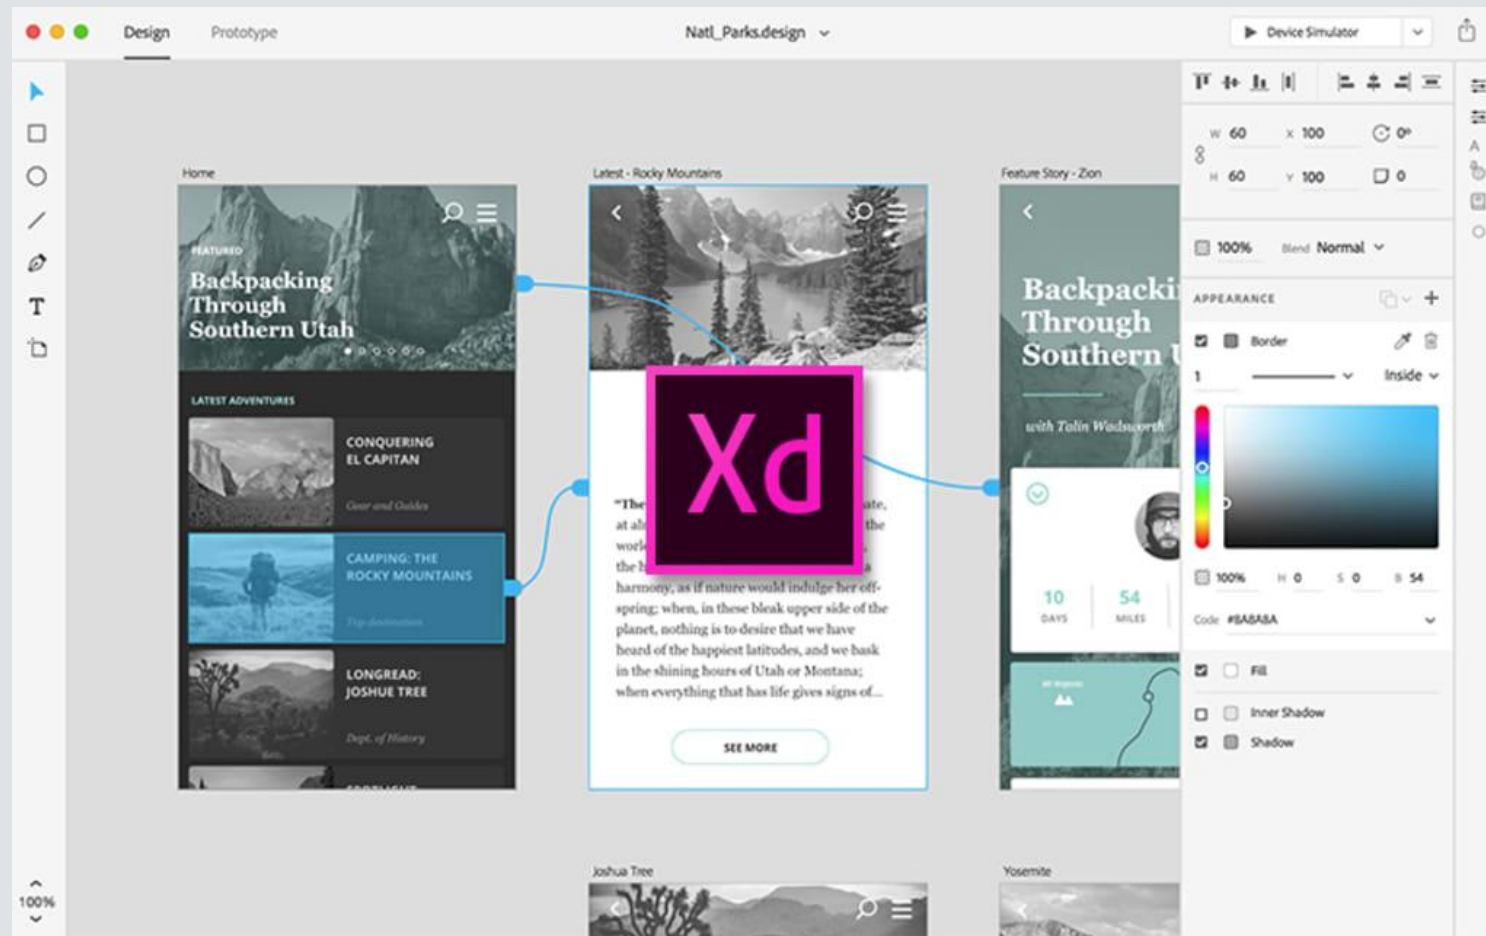 Design
Prototype
Natl_Parks.design
Device Simulator
Home
FEATURED
Backpacking
Through
Southern Utah
LATEST ADVENTURES
CONQUERING
EL CAPITAN
Gear and Guides
CAMPING: THE
ROCKY MOUNTAINS
Top destination
LONGREAD:
JOSHUE TREE
Dept. of History
SPOTLIGHT:
Latest - Rocky Mountains
Xd
"The
ate,
the
a
harmony, as if nature would indulge her off-
spring; when, in these bleak upper side of the
planet, nothing is to desire that we have
heard of the happiest latitudes, and we bask
in the shining hours of Utah or Montana;
when everything that has life gives signs of...
SEE MORE
Feature Story - Zion
Backpacki
Through
Southern U
with Talin Wadsworth
10
DAYS
54
MILES
Joshua Tree
Yosemite
W 60 X 100 0°
H 60 Y 100 0
100% Blend Normal
APPEARANCE
Border
1 Inside
100% H 0 S 0 B 54
Code #8A8A8A
Fill
Inner Shadow
Shadow
T
A
100%